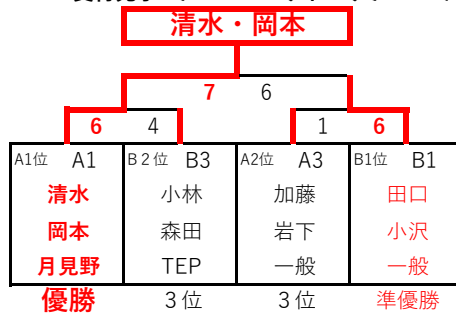 清水・岡本
7 6
6 4 1 6
A1位 A1 B２位 B3 A2位 A3 B1位 B1
清水 小林 加藤 田口
岡本 森田 岩下 小沢
月見野 TEP 一般 一般
優勝 ３位 ３位 準優勝